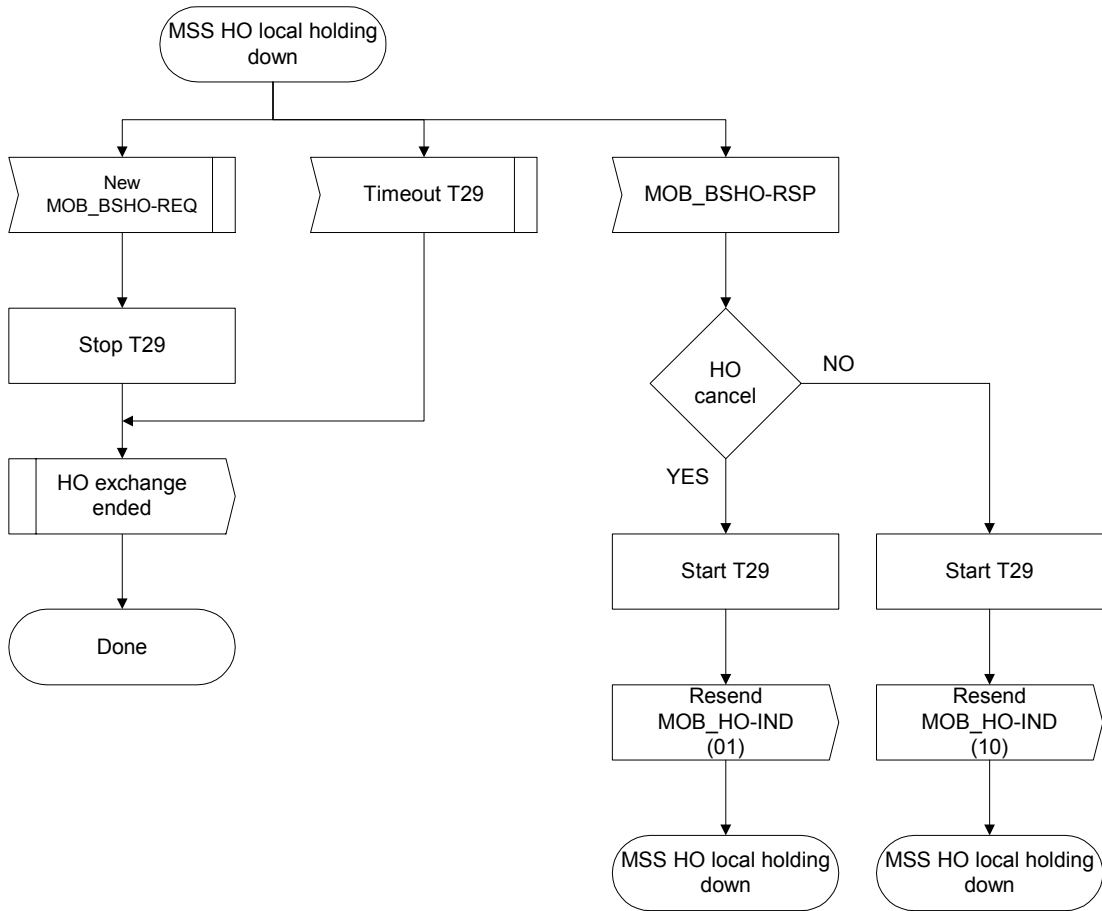 MSS HO local holding
down
New
MOB_BSHO-REQ
Timeout T29
MOB_BSHO-RSP
Stop T29
HO
cancel
NO
YES
HO exchange
ended
Start T29
Start T29
Done
Resend
MOB_HO-IND
(01)
Resend
MOB_HO-IND
(10)
MSS HO local holding
down
MSS HO local holding
down